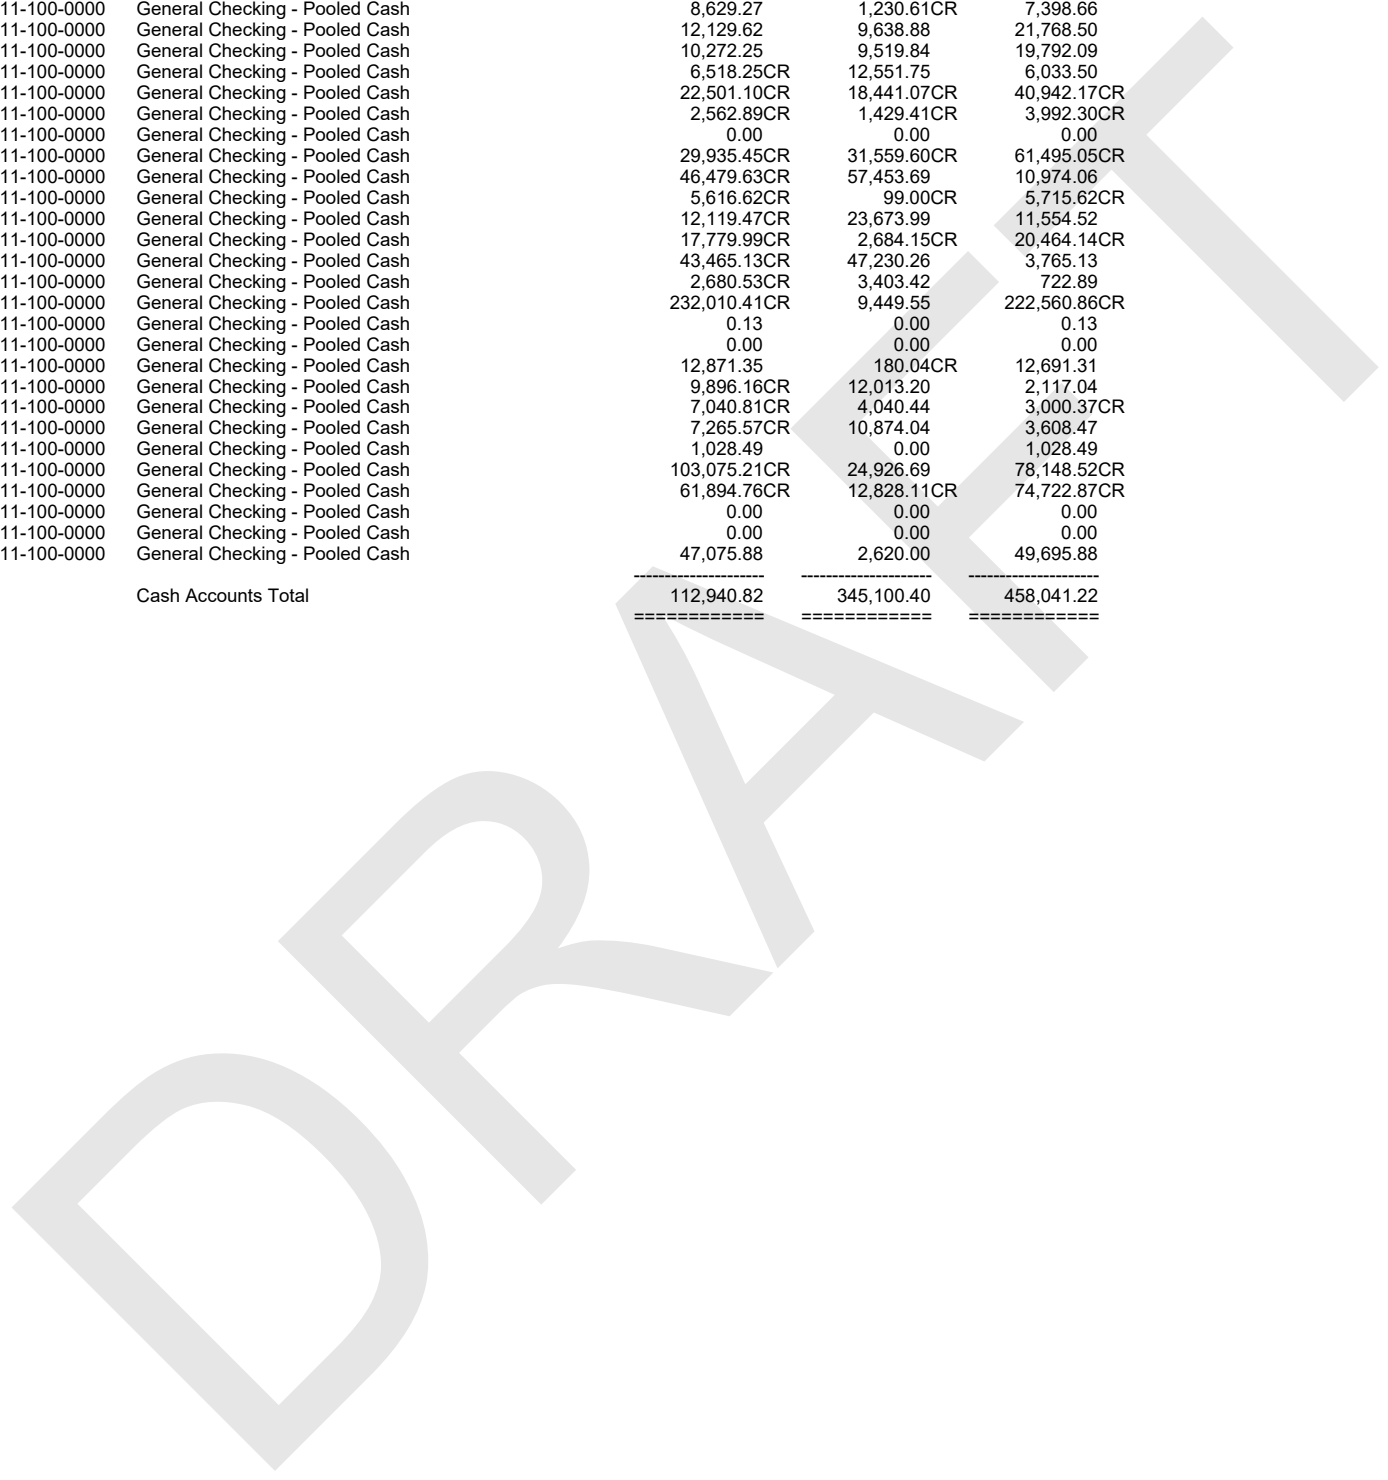 11-100-0000 General Checking - Pooled Cash 8,629.27 1,230.61CR 7,398.66
11-100-0000 General Checking - Pooled Cash 12,129.62 9,638.88 21,768.50
11-100-0000 General Checking - Pooled Cash 10,272.25 9,519.84 19,792.09
11-100-0000 General Checking - Pooled Cash 6,518.25CR 12,551.75 6,033.50
11-100-0000 General Checking - Pooled Cash 22,501.10CR 18,441.07CR 40,942.17CR
11-100-0000 General Checking - Pooled Cash 2,562.89CR 1,429.41CR 3,992.30CR
11-100-0000 General Checking - Pooled Cash 0.00 0.00 0.00
11-100-0000 General Checking - Pooled Cash 29,935.45CR 31,559.60CR 61,495.05CR
11-100-0000 General Checking - Pooled Cash 46,479.63CR 57,453.69 10,974.06
11-100-0000 General Checking - Pooled Cash 5,616.62CR 99.00CR 5,715.62CR
11-100-0000 General Checking - Pooled Cash 12,119.47CR 23,673.99 11,554.52
11-100-0000 General Checking - Pooled Cash 17,779.99CR 2,684.15CR 20,464.14CR
11-100-0000 General Checking - Pooled Cash 43,465.13CR 47,230.26 3,765.13
11-100-0000 General Checking - Pooled Cash 2,680.53CR 3,403.42 722.89
11-100-0000 General Checking - Pooled Cash 232,010.41CR 9,449.55 222,560.86CR
11-100-0000 General Checking - Pooled Cash 0.13 0.00 0.13
11-100-0000 General Checking - Pooled Cash 0.00 0.00 0.00
11-100-0000 General Checking - Pooled Cash 12,871.35 180.04CR 12,691.31
11-100-0000 General Checking - Pooled Cash 9,896.16CR 12,013.20 2,117.04
11-100-0000 General Checking - Pooled Cash 7,040.81CR 4,040.44 3,000.37CR
11-100-0000 General Checking - Pooled Cash 7,265.57CR 10,874.04 3,608.47
11-100-0000 General Checking - Pooled Cash 1,028.49 0.00 1,028.49
11-100-0000 General Checking - Pooled Cash 103,075.21CR 24,926.69 78,148.52CR
11-100-0000 General Checking - Pooled Cash 61,894.76CR 12,828.11CR 74,722.87CR
11-100-0000 General Checking - Pooled Cash 0.00 0.00 0.00
11-100-0000 General Checking - Pooled Cash 0.00 0.00 0.00
11-100-0000 General Checking - Pooled Cash 47,075.88 2,620.00 49,695.88
--------------------- --------------------- ---------------------
Cash Accounts Total 112,940.82 345,100.40 458,041.22
============ ============ ============
DRAFT